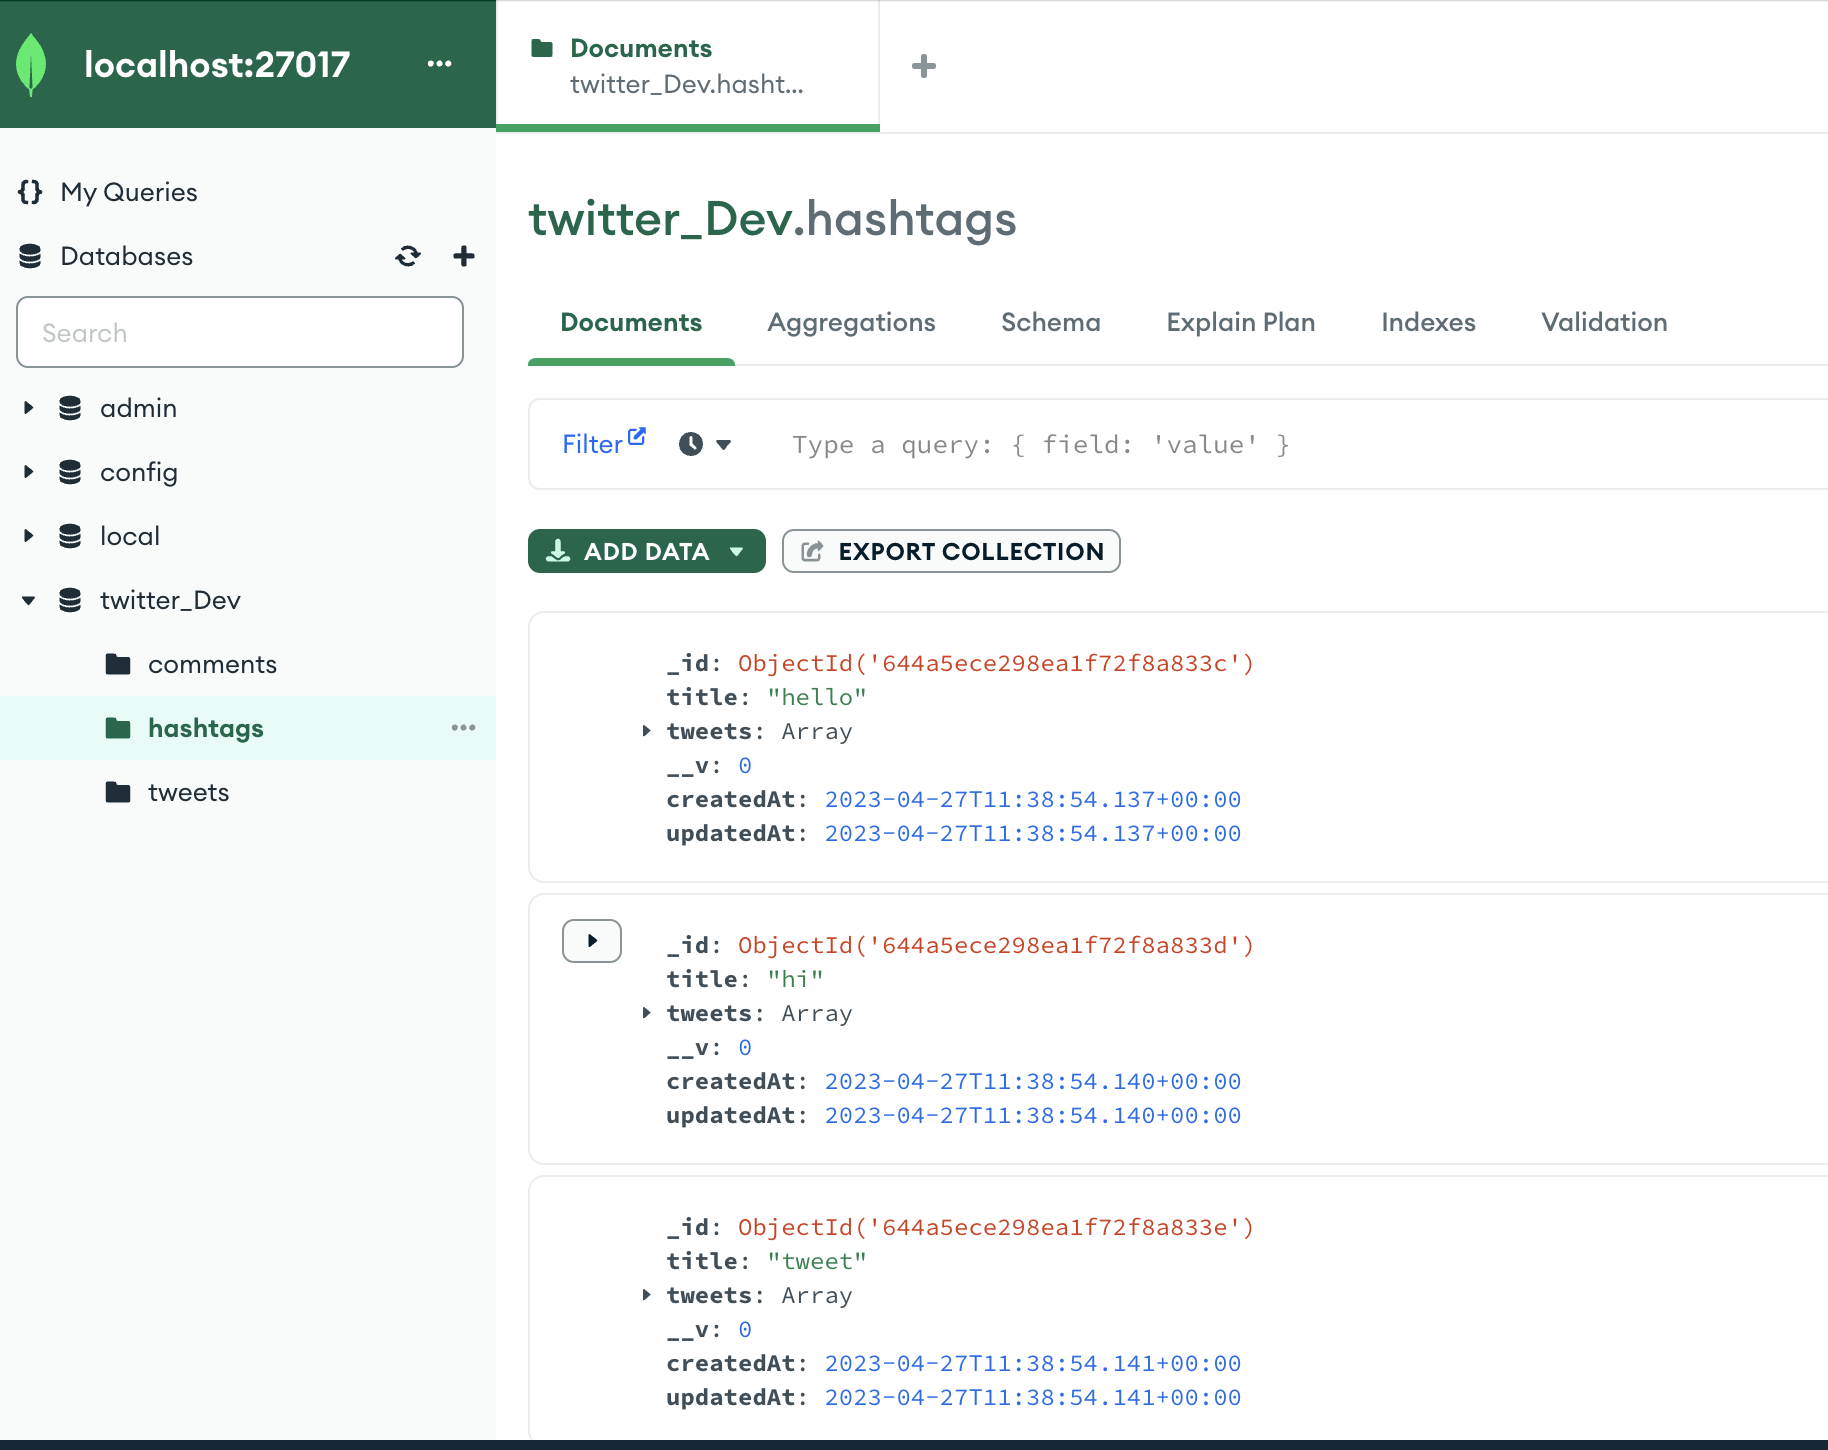 localhost:27017
Documents
twitter_Dev.hasht...
My Queries
Databases
Search
admin
config
local
twitter_Dev
comments
hashtags
tweets
twitter_Dev.hashtags
Documents Aggregations Schema Explain Plan Indexes Validation
Filter Type a query: { field: 'value' }
ADD DATA EXPORT COLLECTION
_id: ObjectId('644a5ece298ea1f72f8a833c')
title: "hello"
tweets: Array
__v: 0
createdAt: 2023-04-27T11:38:54.137+00:00
updatedAt: 2023-04-27T11:38:54.137+00:00
_id: ObjectId('644a5ece298ea1f72f8a833d')
title: "hi"
tweets: Array
__v: 0
createdAt: 2023-04-27T11:38:54.140+00:00
updatedAt: 2023-04-27T11:38:54.140+00:00
_id: ObjectId('644a5ece298ea1f72f8a833e')
title: "tweet"
tweets: Array
__v: 0
createdAt: 2023-04-27T11:38:54.141+00:00
updatedAt: 2023-04-27T11:38:54.141+00:00